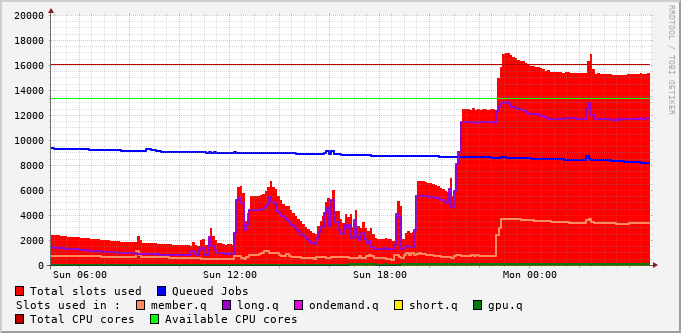 RRDTOOL / TOBI OETIKER
20000
18000
16000
14000
12000
10000
8000
6000
4000
2000
0
Sun 06:00 Sun 12:00 Sun 18:00 Mon 00:00
Total slots used Queued Jobs
Slots used in : member.q long.q ondemand.q short.q gpu.q
Total CPU cores Available CPU cores